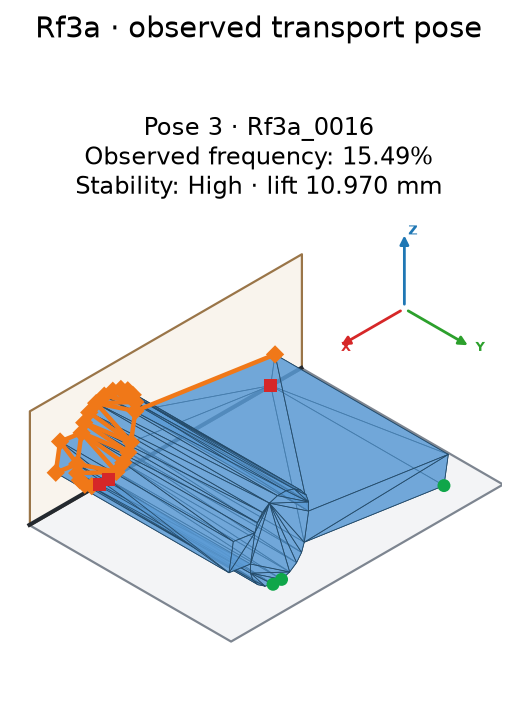 Rf3a · observed transport pose
Pose 3 · Rf3a_0016
Observed frequency: 15.49%
Stability: High · lift 10.970 mm
Z
X
Y